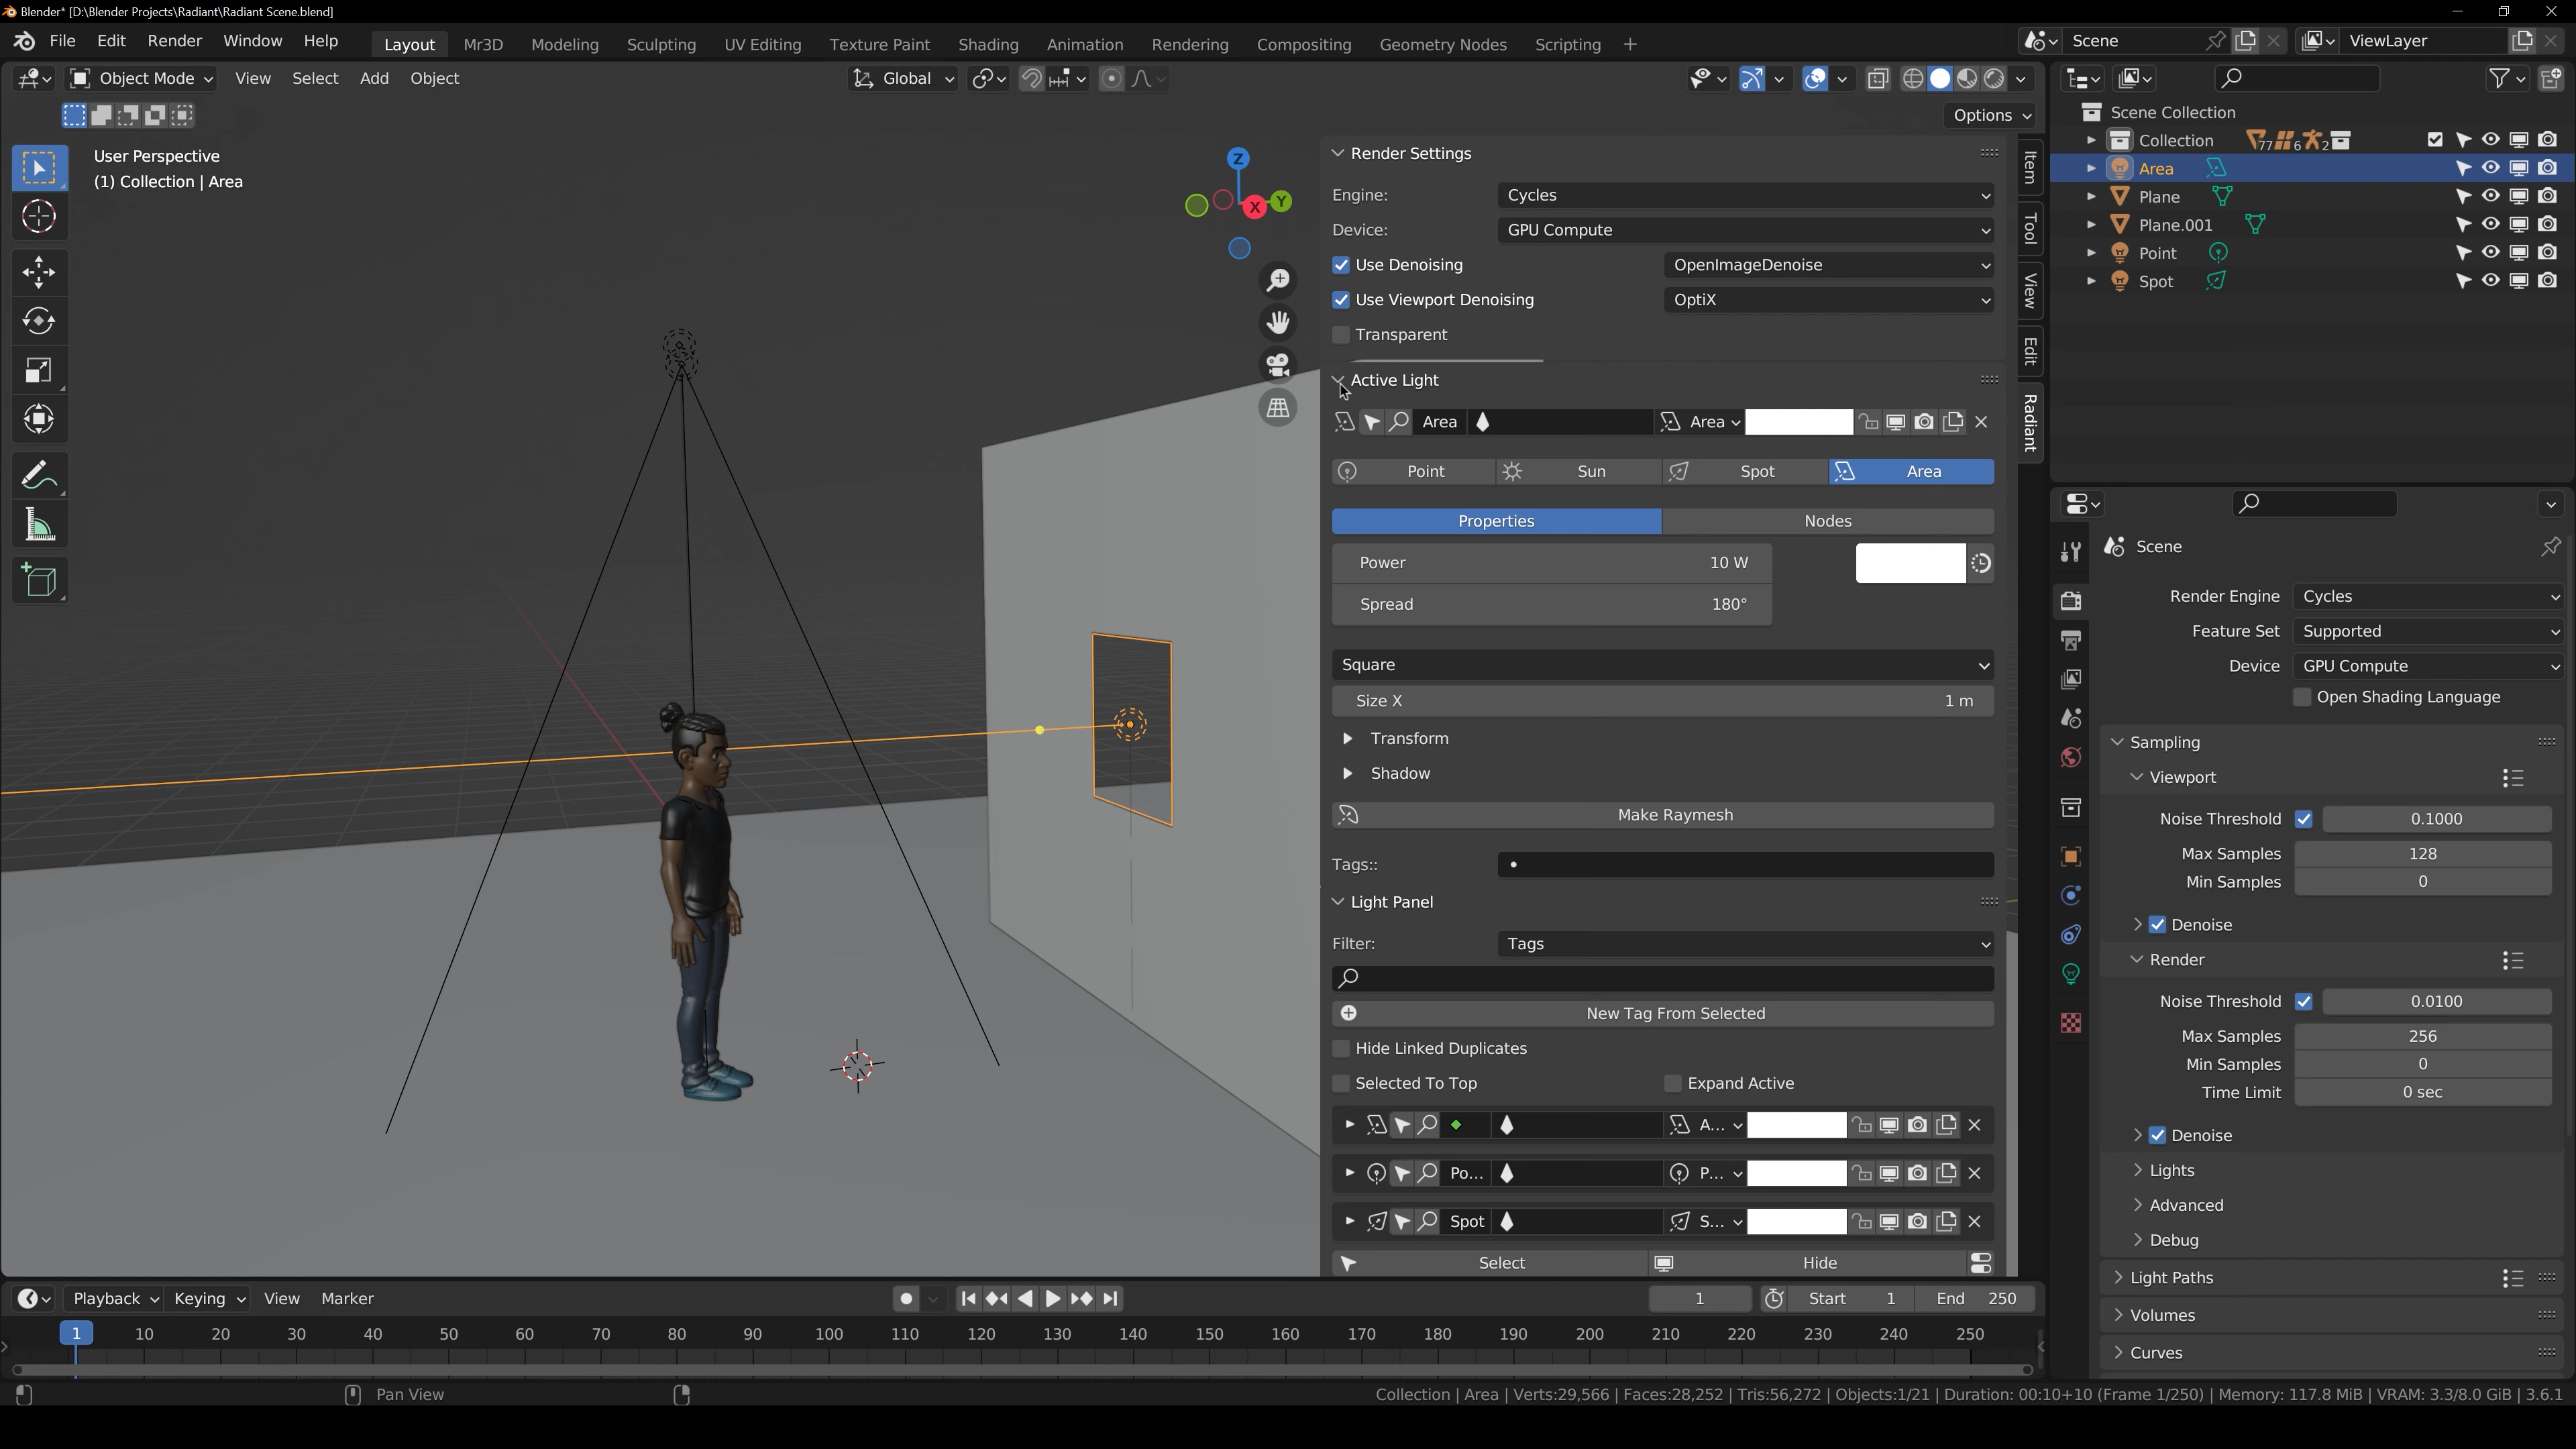 Blender* [D:\Blender Projects\Radiant\Radiant Scene.blend]
File Edit Render Window Help Layout Mr3D Modeling Sculpting UV Editing Texture Paint Shading Animation Rendering Compositing Geometry Nodes Scripting + Scene ViewLayer
Object Mode View Select Add Object Global
Options
User Perspective
(1) Collection | Area
Z
Y
X
Item
Tool
View
Edit
Radiant
Render Settings
Engine: Cycles
Device: GPU Compute
Use Denoising OpenImageDenoise
Use Viewport Denoising OptiX
Transparent
Active Light
Area Area
Point Sun Spot Area
Properties Nodes
Power 10 W
Spread 180°
Square
Size X 1 m
Transform
Shadow
Make Raymesh
Tags::
Light Panel
Filter: Tags
New Tag From Selected
Hide Linked Duplicates
Selected To Top Expand Active
A...
Po... P...
Spot S...
Select Hide
Scene Collection
Collection 77 6 2
Area
Plane
Plane.001
Point
Spot
Scene
Render Engine Cycles
Feature Set Supported
Device GPU Compute
Open Shading Language
Sampling
Viewport
Noise Threshold 0.1000
Max Samples 128
Min Samples 0
Denoise
Render
Noise Threshold 0.0100
Max Samples 256
Min Samples 0
Time Limit 0 sec
Denoise
Lights
Advanced
Debug
Light Paths
Volumes
Curves
Playback Keying View Marker 1 Start 1 End 250
1 10 20 30 40 50 60 70 80 90 100 110 120 130 140 150 160 170 180 190 200 210 220 230 240 250
Pan View
Collection | Area | Verts:29,566 | Faces:28,252 | Tris:56,272 | Objects:1/21 | Duration: 00:10+10 (Frame 1/250) | Memory: 117.8 MiB | VRAM: 3.3/8.0 GiB | 3.6.1